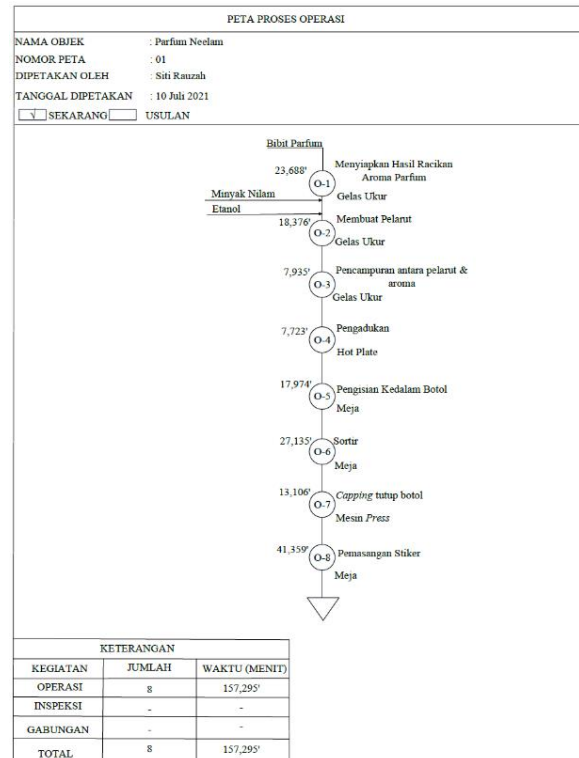 PETA PROSES OPERASI
NAMA OBJEK : Parfum Neelam
NOMOR PETA : 01
DIPETAKAN OLEH : Siti Rauzah
TANGGAL DIPETAKAN : 10 Juli 2021
√ SEKARANG USULAN
Bibit Parfum
23,688' O-1 Menyiapkan Hasil Racikan
Aroma Parfum
Gelas Ukur
Minyak Nilam
Etanol
18,376' O-2 Membuat Pelarut
Gelas Ukur
7,935' O-3 Pencampuran antara pelarut &
aroma
Gelas Ukur
7,723' O-4 Pengadukan
Hot Plate
17,974' O-5 Pengisian Kedalam Botol
Meja
27,135' O-6 Sortir
Meja
13,106' O-7 Capping tutup botol
Mesin Press
41,359' O-8 Pemasangan Stiker
Meja
KETERANGAN
KEGIATAN JUMLAH WAKTU (MENIT)
OPERASI 8 157,295'
INSPEKSI - -
GABUNGAN - -
TOTAL 8 157,295'